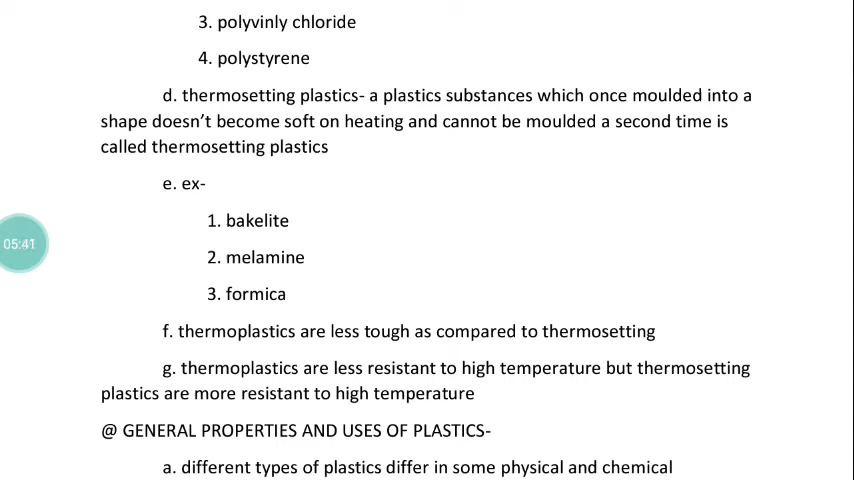 3. polyvinly chloride
4. polystyrene
d. thermosetting plastics- a plastics substances which once moulded into a
shape doesn’t become soft on heating and cannot be moulded a second time is
called thermosetting plastics
e. ex-
05:41
1. bakelite
2. melamine
3. formica
f. thermoplastics are less tough as compared to thermosetting
g. thermoplastics are less resistant to high temperature but thermosetting
plastics are more resistant to high temperature
@ GENERAL PROPERTIES AND USES OF PLASTICS-
a. different types of plastics differ in some physical and chemical